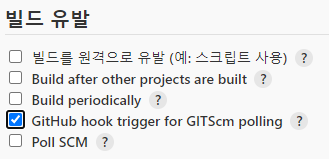 빌드 유발
빌드를 원격으로 유발 (예: 스크립트 사용) ?
Build after other projects are built ?
Build periodically ?
GitHub hook trigger for GITScm polling ?
Poll SCM ?